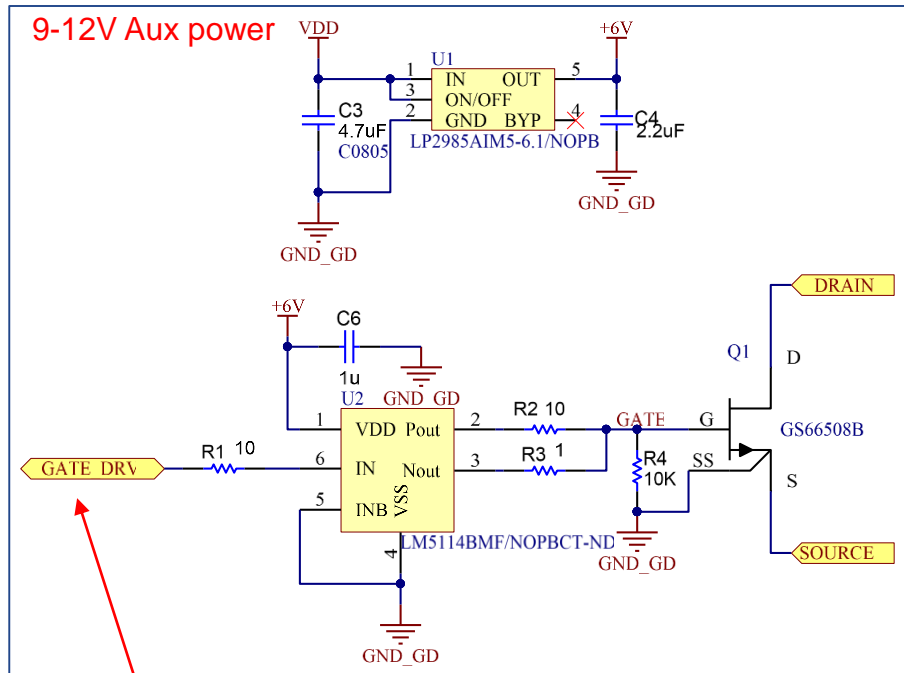 9-12V Aux power
VDD
+6V
U1
1 IN OUT 5
3 ON/OFF
2 GND BYP 4
LP2985AIM5-6.1/NOPB
C3
4.7uF
C0805
C4
2.2uF
GND_GD
GND_GD
+6V
C6
1u
GND_GD
U2
1 VDD Pout 2
6 IN Nout 3
5 INB VSS
4
LM5114BMF/NOPBCT-ND
GATE DRV
R1 10
R2 10
R3 1
GATE
R4
10K
GND_GD
GND_GD
DRAIN
Q1 D
G
GS66508B
SS
S
SOURCE